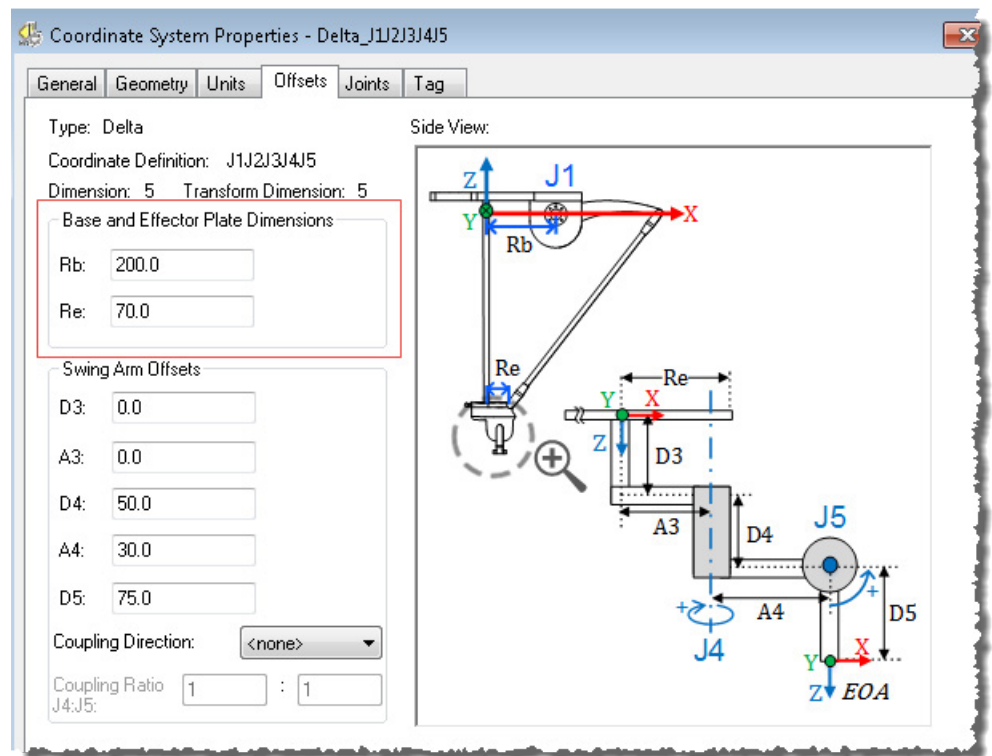 Coordinate System Properties - Delta_J1J2J3J4J5
General Geometry Units Offsets Joints Tag
Type: Delta
Coordinate Definition: J1J2J3J4J5
Dimension: 5 Transform Dimension: 5
Base and Effector Plate Dimensions
Rb: 200.0
Re: 70.0
Swing Arm Offsets
D3: 0.0
A3: 0.0
D4: 50.0
A4: 30.0
D5: 75.0
Coupling Direction: <none>
Coupling Ratio J4:J5: 1 : 1
Side View:
Z
J1
Y
X
Rb
Re
Re
Y
X
Z
D3
A3
D4
J5
+
A4
+
D5
J4
Y
X
Z
EOA